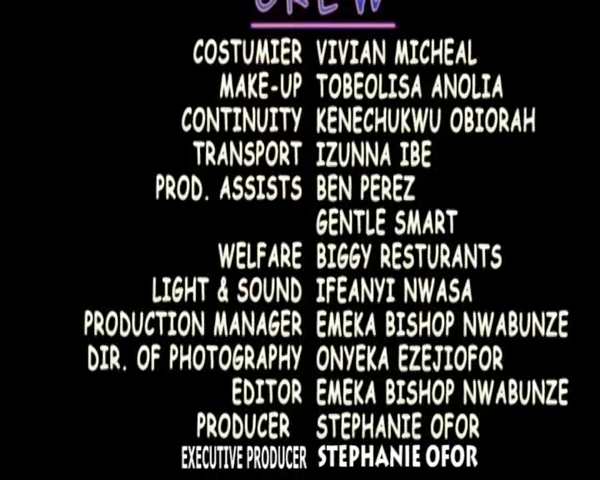 CREW
COSTUMIER VIVIAN MICHEAL
MAKE-UP TOBEOLISA ANOLIA
CONTINUITY KENECHUKWU OBIORAH
TRANSPORT IZUNNA IBE
PROD. ASSISTS BEN PEREZ
GENTLE SMART
WELFARE BIGGY RESTURANTS
LIGHT & SOUND IFEANYI NWASA
PRODUCTION MANAGER EMEKA BISHOP NWABUNZE
DIR. OF PHOTOGRAPHY ONYEKA EZEJIOFOR
EDITOR EMEKA BISHOP NWABUNZE
PRODUCER STEPHANIE OFOR
EXECUTIVE PRODUCER STEPHANIE OFOR